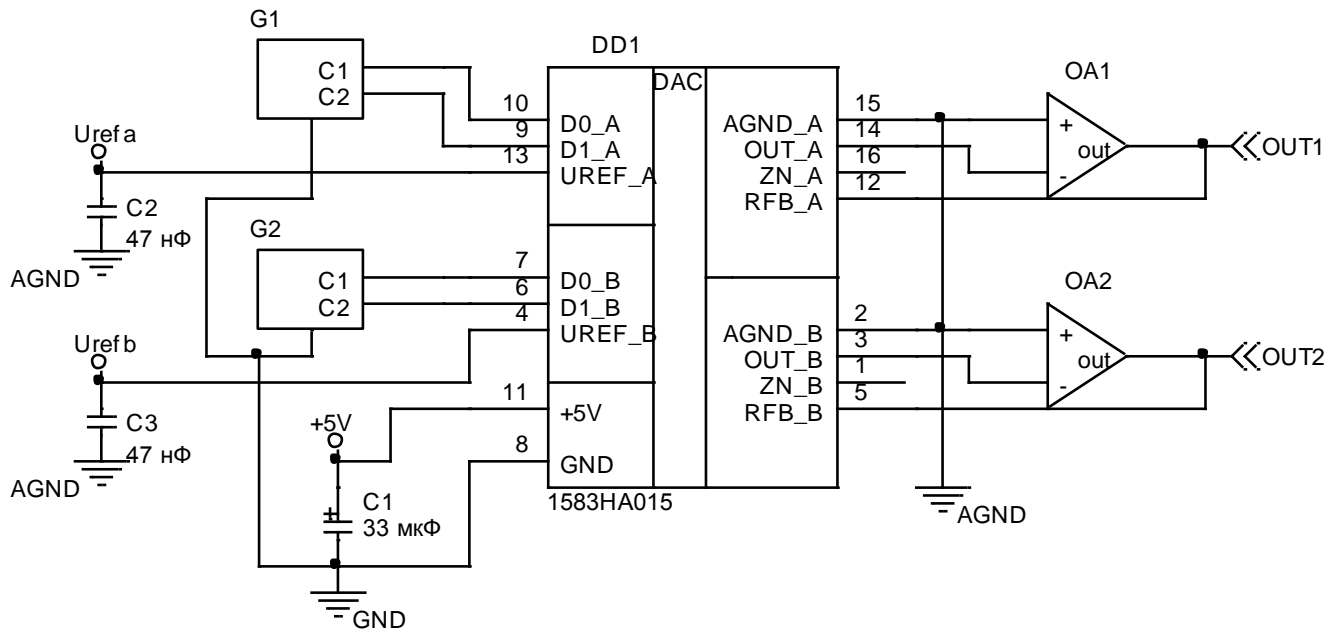 G1
C1
C2
Urefa
C2
47 нФ
AGND
G2
C1
C2
Urefb
C3
47 нФ
AGND
+5V
C1
+
33 мкФ
GND
DD1
DAC
10
D0_A
9
D1_A
13
UREF_A
7
D0_B
6
D1_B
4
UREF_B
11
+5V
8
GND
1583HA015
15
AGND_A
14
OUT_A
16
ZN_A
12
RFB_A
2
AGND_B
3
OUT_B
1
ZN_B
5
RFB_B
OA1
+
out
-
OUT1
OA2
+
out
-
OUT2
AGND